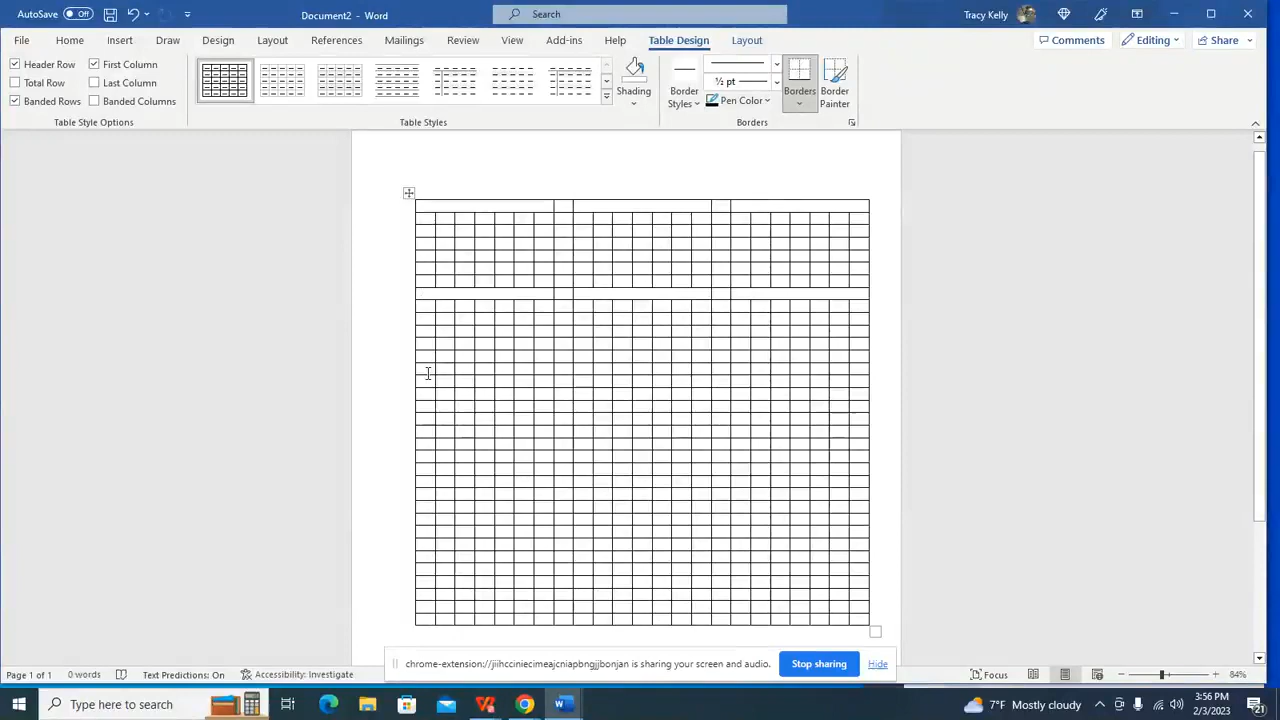 AutoSave Off Document2 - Word Search Tracy Kelly
File Home Insert Draw Design Layout References Mailings Review View Add-ins Help Table Design Layout Comments Editing Share
Header Row First Column
Total Row Last Column
Banded Rows Banded Columns
Shading
Border Styles
½ pt
Pen Color
Borders
Border Painter
Table Style Options Table Styles Borders
chrome-extension://jiihcciniecimeajcniapbngjjbonjan is sharing your screen and audio. Stop sharing Hide
Page 1 of 1 0 words Text Predictions: On Accessibility: Investigate Focus 84%
Type here to search 7°F Mostly cloudy 3:56 PM
2/3/2023 21